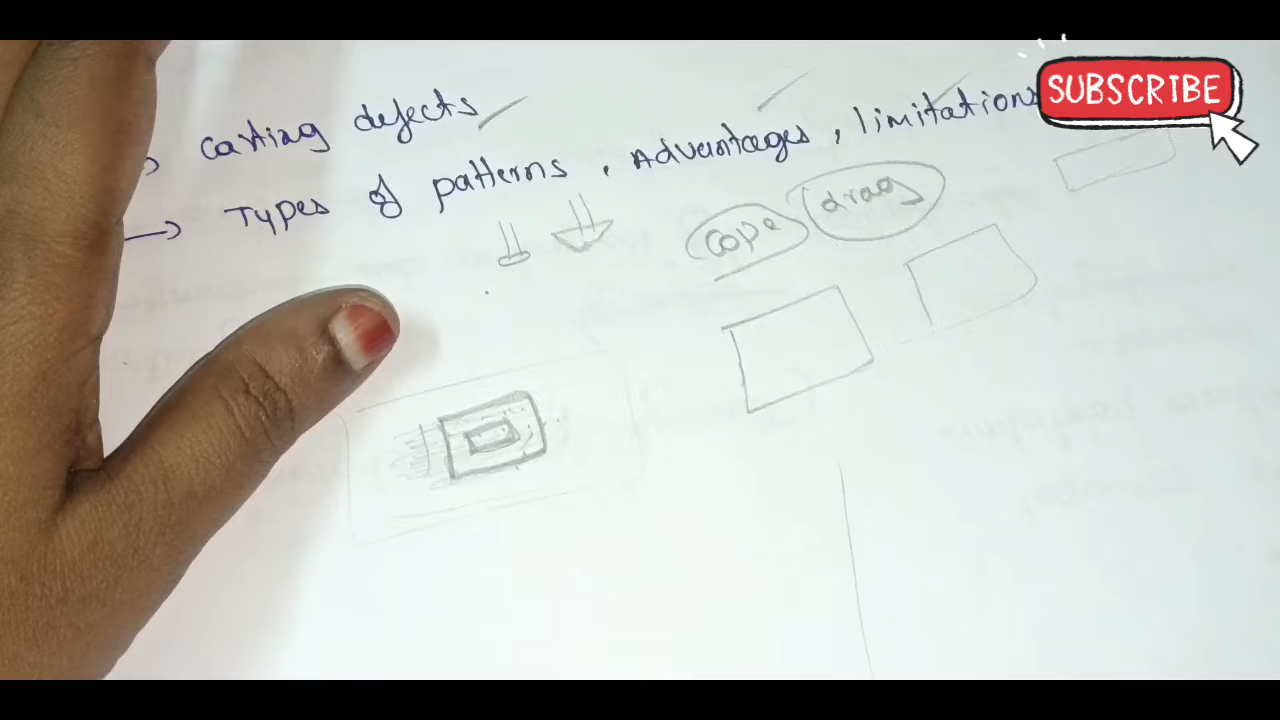 casting defects
→ Types of patterns, Advantages, limitations
cope drag
SUBSCRIBE